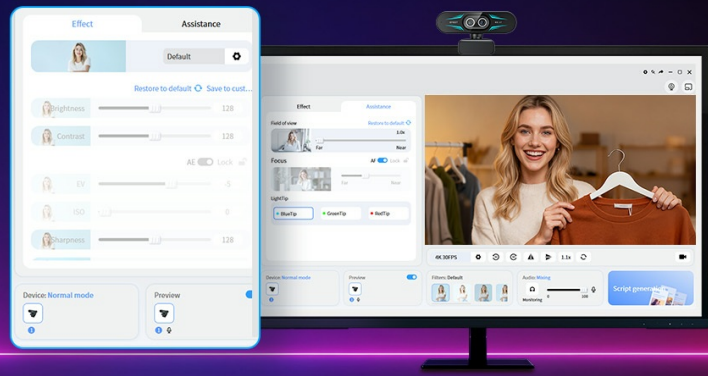 Effect Assistance
Default
Restore to default Save to cust...
Brightness 128
Contrast 128
AE Lock
EV -5
ISO 0
Sharpness 128
Device: Normal mode
Preview
Effect Assistance
Field of view Restore to default
1.0x
Far Near
Focus AF Lock
Far Near
LightTip
BlueTip GreenTip RedTip
Device: Normal mode
Preview
4K 30FPS
1.1x
Filters: Default
Audio: Mixing
Monitoring 0 100
Script generation